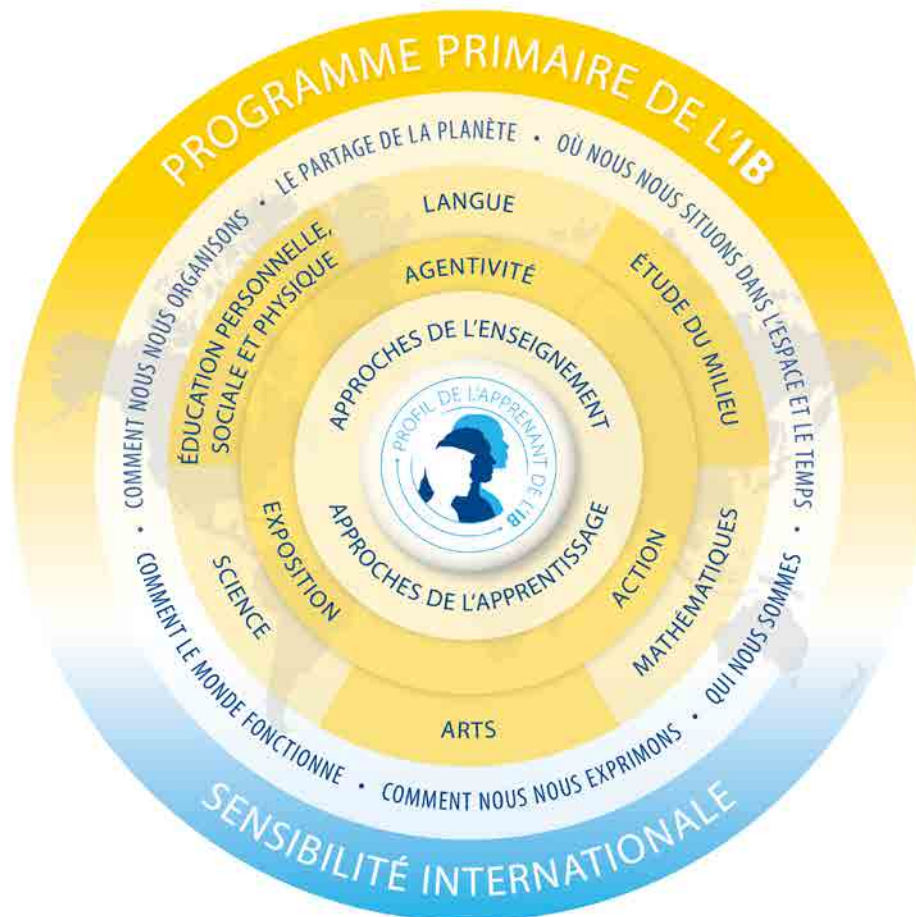 PROGRAMME PRIMAIRE DE L'IB
LE PARTAGE DE LA PLANÈTE • OÙ NOUS NOUS SITUONS DANS L'ESPACE ET LE TEMPS • QUI NOUS SOMMES • COMMENT NOUS NOUS EXPRIMONS • COMMENT LE MONDE FONCTIONNE • COMMENT NOUS NOUS ORGANISONS •
LANGUE
ÉTUDE DU MILIEU
MATHÉMATIQUES
ARTS
SCIENCE
ÉDUCATION PERSONNELLE,
SOCIALE ET PHYSIQUE
AGENTIVITÉ
ACTION
EXPOSITION
APPROCHES DE L'ENSEIGNEMENT
PROFIL DE L'APPRENANT DE L'IB
APPROCHES DE L'APPRENTISSAGE
SENSIBILITÉ INTERNATIONALE